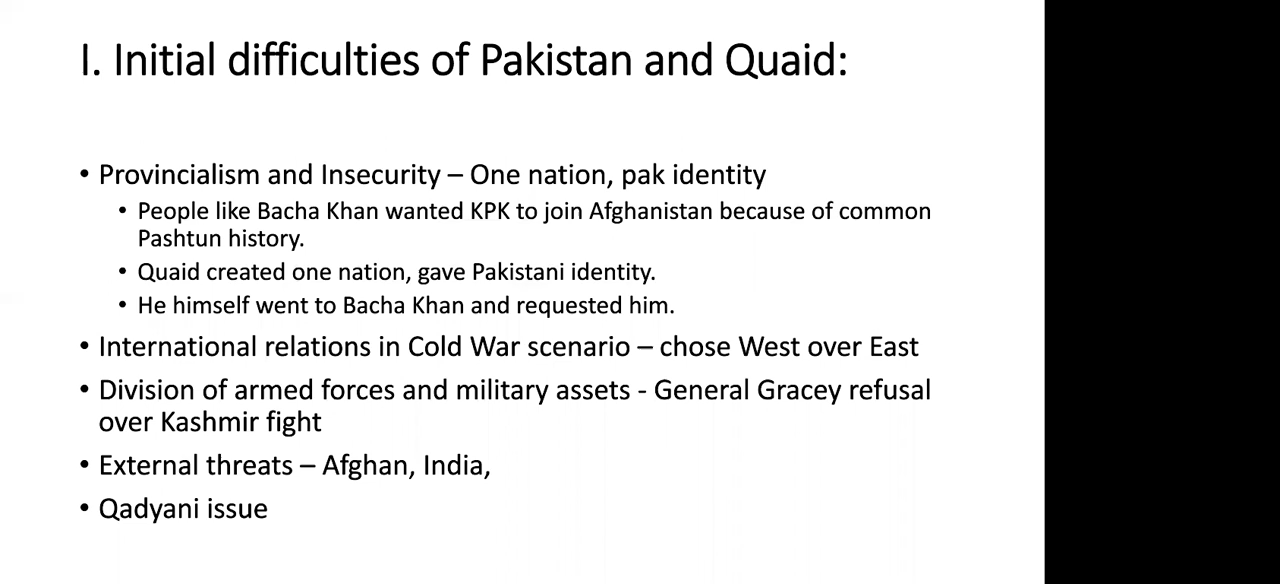 I. Initial difficulties of Pakistan and Quaid:
• Provincialism and Insecurity – One nation, pak identity
• People like Bacha Khan wanted KPK to join Afghanistan because of common
Pashtun history.
• Quaid created one nation, gave Pakistani identity.
• He himself went to Bacha Khan and requested him.
• International relations in Cold War scenario – chose West over East
• Division of armed forces and military assets - General Gracey refusal
over Kashmir fight
• External threats – Afghan, India,
• Qadyani issue